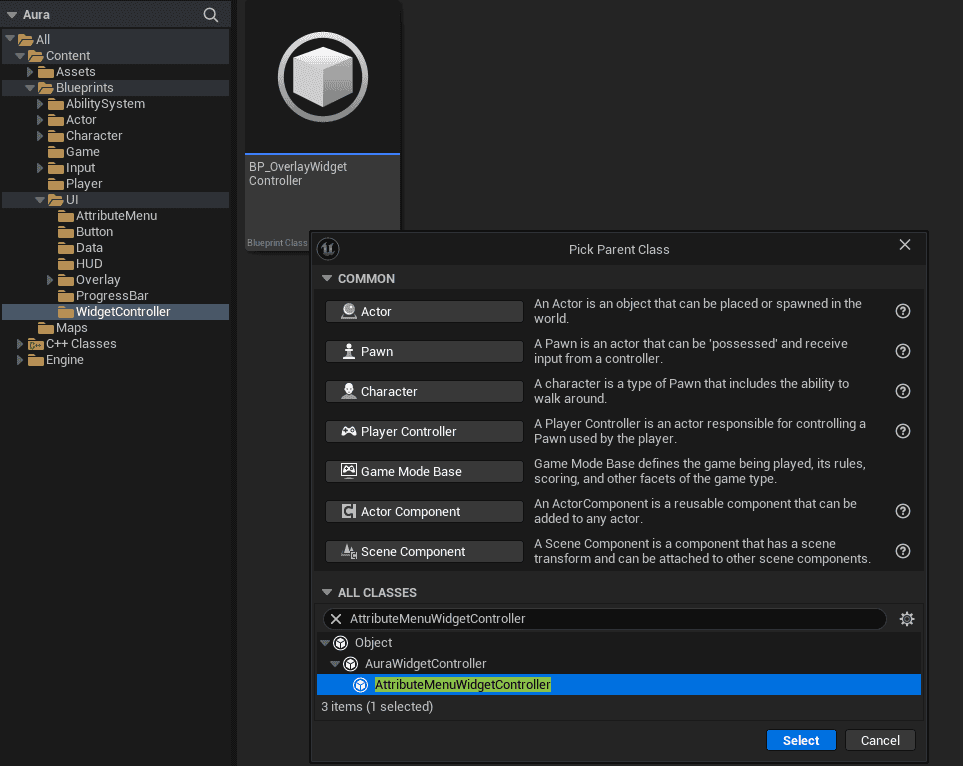 Aura
All
Content
Assets
Blueprints
AbilitySystem
Actor
Character
Game
Input
Player
UI
AttributeMenu
Button
Data
HUD
Overlay
ProgressBar
WidgetController
Maps
C++ Classes
Engine
BP_OverlayWidget
Controller
Blueprint Class
Pick Parent Class
COMMON
Actor
An Actor is an object that can be placed or spawned in the
world.
Pawn
A Pawn is an actor that can be 'possessed' and receive
input from a controller.
Character
A character is a type of Pawn that includes the ability to
walk around.
Player Controller
A Player Controller is an actor responsible for controlling a
Pawn used by the player.
Game Mode Base
Game Mode Base defines the game being played, its rules,
scoring, and other facets of the game type.
Actor Component
An ActorComponent is a reusable component that can be
added to any actor.
Scene Component
A Scene Component is a component that has a scene
transform and can be attached to other scene components.
ALL CLASSES
AttributeMenuWidgetController
Object
AuraWidgetController
AttributeMenuWidgetController
3 items (1 selected)
Select
Cancel